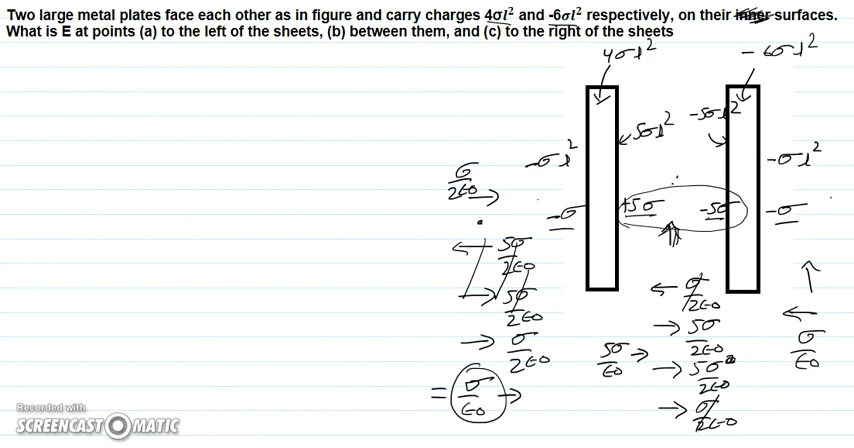 Two large metal plates face each other as in figure and carry charges 4σl² and -6σl² respectively, on their inner surfaces.
What is E at points (a) to the left of the sheets, (b) between them, and (c) to the right of the sheets
4σl²
-6σl²
5σl²
-5σl²
-σl²
-σl²
σ/2ϵ0 →
-σ
+5σ
-5σ
-σ
← 5σ/2ϵ0
→ 5σ/2ϵ0
→ σ/2ϵ0
= σ/ϵ0 →
← σ/2ϵ0
→ 5σ/2ϵ0
5σ/ϵ0 →
→ 5σ/2ϵ0
→ σ/2ϵ0
← σ/ϵ0
Recorded with
SCREENCAST MATIC